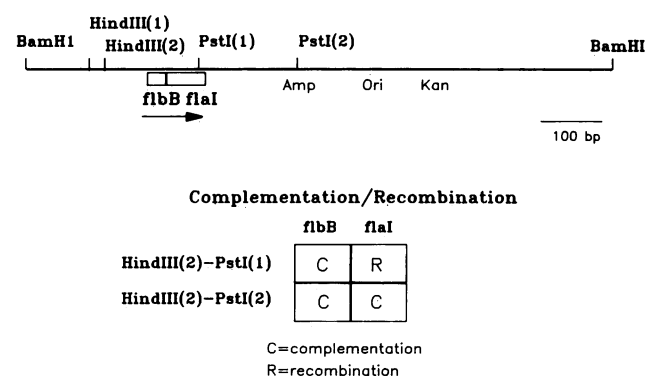 HindIII(1)
BamH1 HindIII(2) PstI(1) PstI(2) BamHI
flbB flaI Amp Ori Kan
100 bp
Complementation/Recombination
flbB flaI
HindIII(2)-PstI(1) C R
HindIII(2)-PstI(2) C C
C=complementation
R=recombination